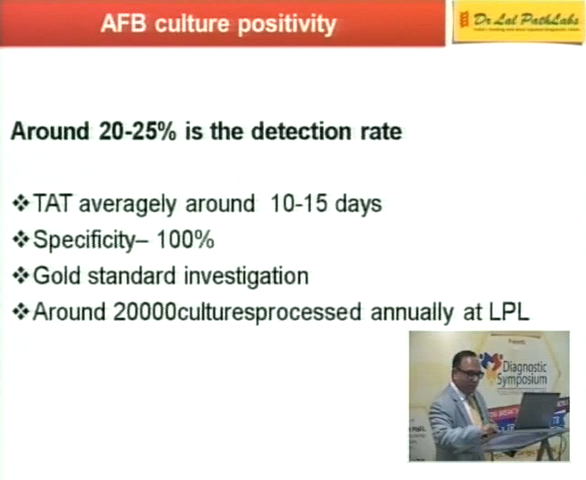 AFB culture positivity
Dr Lal PathLabs
Around 20-25% is the detection rate
❖TAT averagely around 10-15 days
❖Specificity– 100%
❖Gold standard investigation
❖Around 20000culturesprocessed annually at LPL
Presents
Diagnostic
Symposium